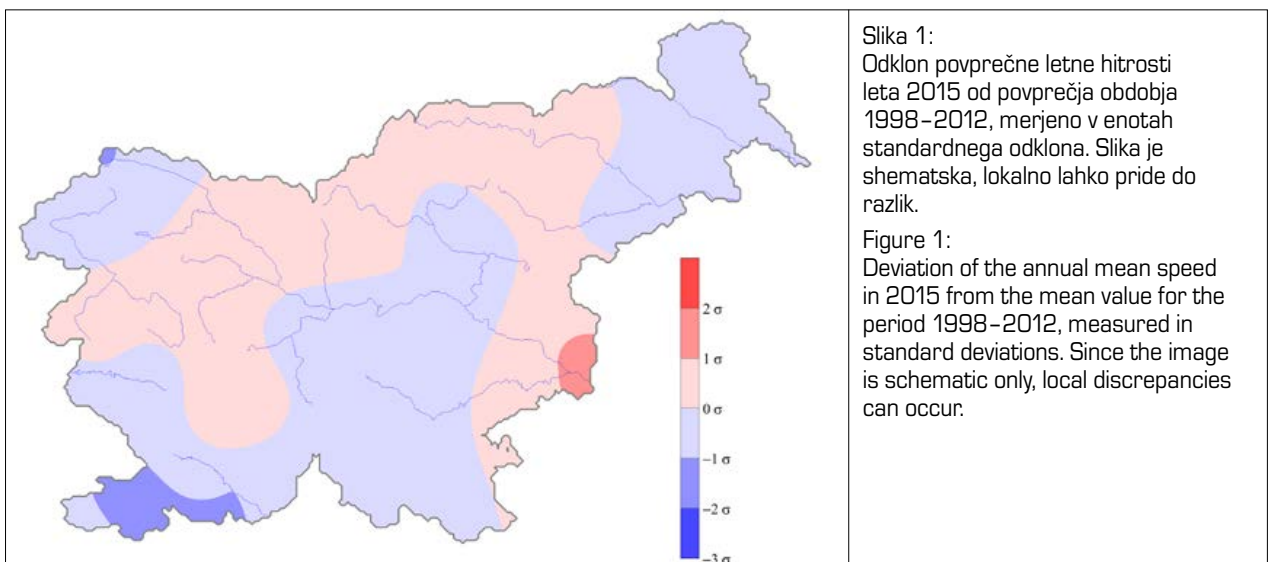 Slika 1:
Odklon povprečne letne hitrosti
leta 2015 od povprečja obdobja
1998–2012, merjeno v enotah
standardnega odklona. Slika je
shematska, lokalno lahko pride do
razlik.
Figure 1:
Deviation of the annual mean speed
in 2015 from the mean value for the
period 1998–2012, measured in
standard deviations. Since the image
is schematic only, local discrepancies
can occur.
2 σ
1 σ
0 σ
−1 σ
−2 σ
−3 σ